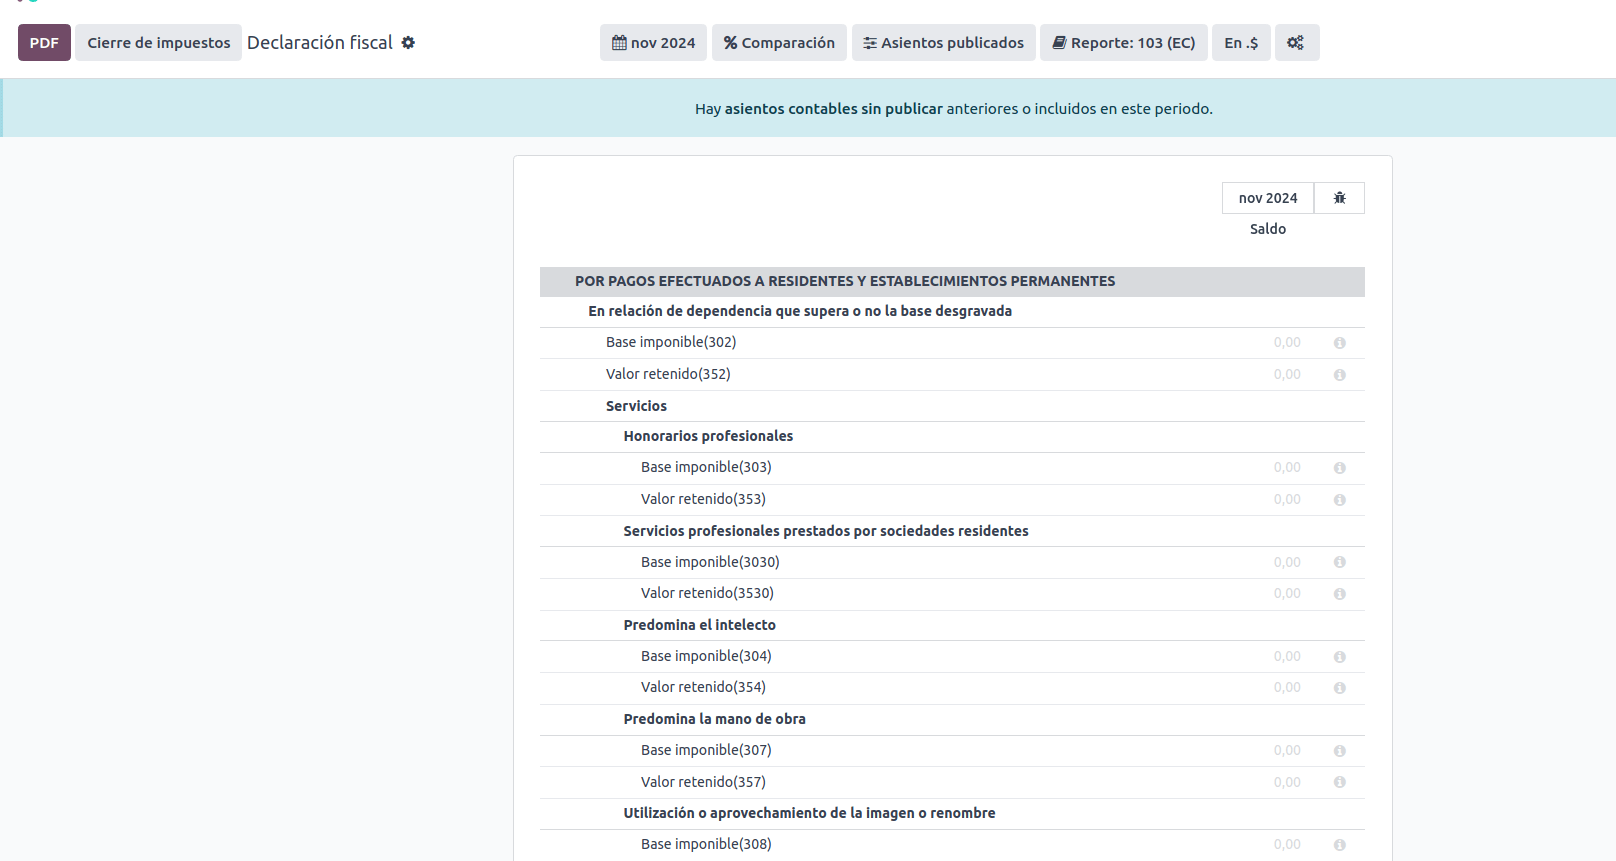 PDF Cierre de impuestos Declaración fiscal nov 2024 % Comparación Asientos publicados Reporte: 103 (EC) En .$
Hay asientos contables sin publicar anteriores o incluidos en este periodo.
nov 2024
Saldo
POR PAGOS EFECTUADOS A RESIDENTES Y ESTABLECIMIENTOS PERMANENTES
En relación de dependencia que supera o no la base desgravada
Base imponible(302) 0,00
Valor retenido(352) 0,00
Servicios
Honorarios profesionales
Base imponible(303) 0,00
Valor retenido(353) 0,00
Servicios profesionales prestados por sociedades residentes
Base imponible(3030) 0,00
Valor retenido(3530) 0,00
Predomina el intelecto
Base imponible(304) 0,00
Valor retenido(354) 0,00
Predomina la mano de obra
Base imponible(307) 0,00
Valor retenido(357) 0,00
Utilización o aprovechamiento de la imagen o renombre
Base imponible(308) 0,00